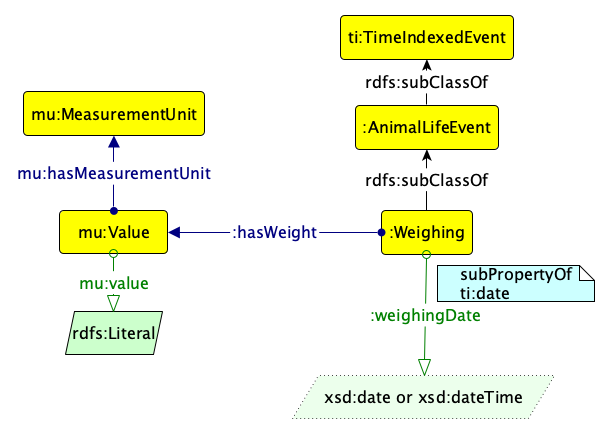 ti:TimeIndexedEvent
rdfs:subClassOf
mu:MeasurementUnit
:AnimalLifeEvent
mu:hasMeasurementUnit
rdfs:subClassOf
mu:Value
:hasWeight
:Weighing
mu:value
subPropertyOf
ti:date
:weighingDate
rdfs:Literal
xsd:date or xsd:dateTime